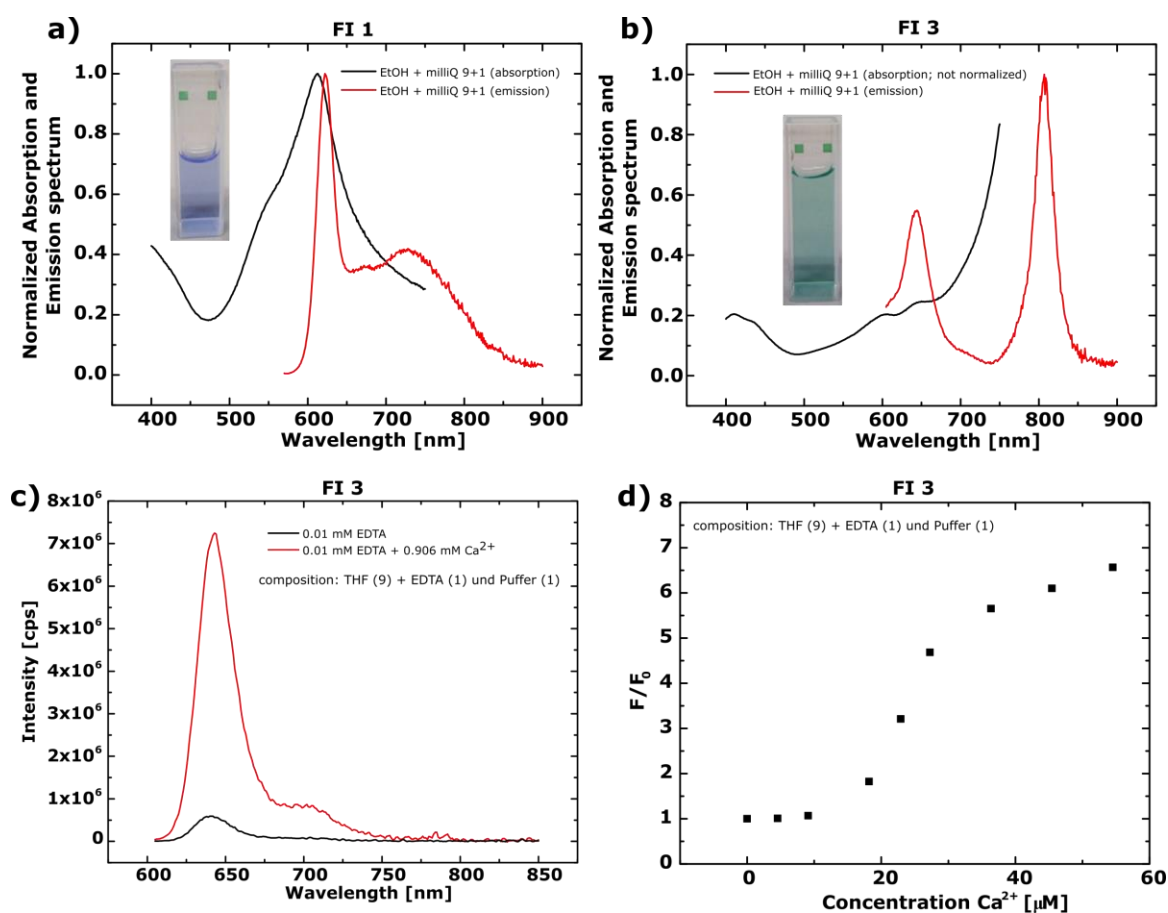 a)
FI 1
Normalized Absorption and
Emission spectrum
1.0
0.8
0.6
0.4
0.2
0.0
EtOH + milliQ 9+1 (absorption)
EtOH + milliQ 9+1 (emission)
400 500 600 700 800 900
Wavelength [nm]
b)
FI 3
Normalized Absorption and
Emission spectrum
1.0
0.8
0.6
0.4
0.2
0.0
EtOH + milliQ 9+1 (absorption; not normalized)
EtOH + milliQ 9+1 (emission)
400 500 600 700 800 900
Wavelength [nm]
c)
FI 3
Intensity [cps]
8x10⁶
7x10⁶
6x10⁶
5x10⁶
4x10⁶
3x10⁶
2x10⁶
1x10⁶
0
0.01 mM EDTA
0.01 mM EDTA + 0.906 mM Ca²⁺
composition: THF (9) + EDTA (1) und Puffer (1)
600 650 700 750 800 850
Wavelength [nm]
d)
FI 3
F/F₀
8
7
6
5
4
3
2
1
0
composition: THF (9) + EDTA (1) und Puffer (1)
0 20 40 60
Concentration Ca²⁺ [µM]